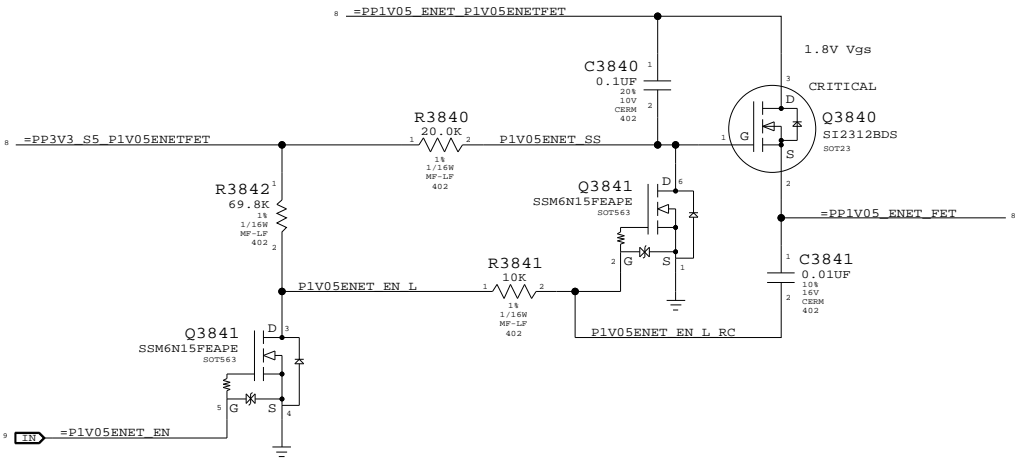 8 =PP1V05_ENET_P1V05ENETFET
1.8V Vgs
C3840
0.1UF
20%
10V
CERM
402
1
2
3
CRITICAL
D
Q3840
SI2312BDS
SOT23
1 G
S
2
R3840
20.0K
1 2
1%
1/16W
MF-LF
402
P1V05ENET_SS
8 =PP3V3_S5_P1V05ENETFET
R3842
69.8K
1%
1/16W
MF-LF
402
1
2
Q3841
SSM6N15FEAPE
SOT563
D 6
2 G S 1
=PP1V05_ENET_FET 8
C3841
0.01UF
10%
16V
CERM
402
1
2
R3841
10K
1 2
1%
1/16W
MF-LF
402
P1V05ENET_EN_L
P1V05ENET_EN_L_RC
Q3841
SSM6N15FEAPE
SOT563
D 3
5 G S 4
9 IN =P1V05ENET_EN